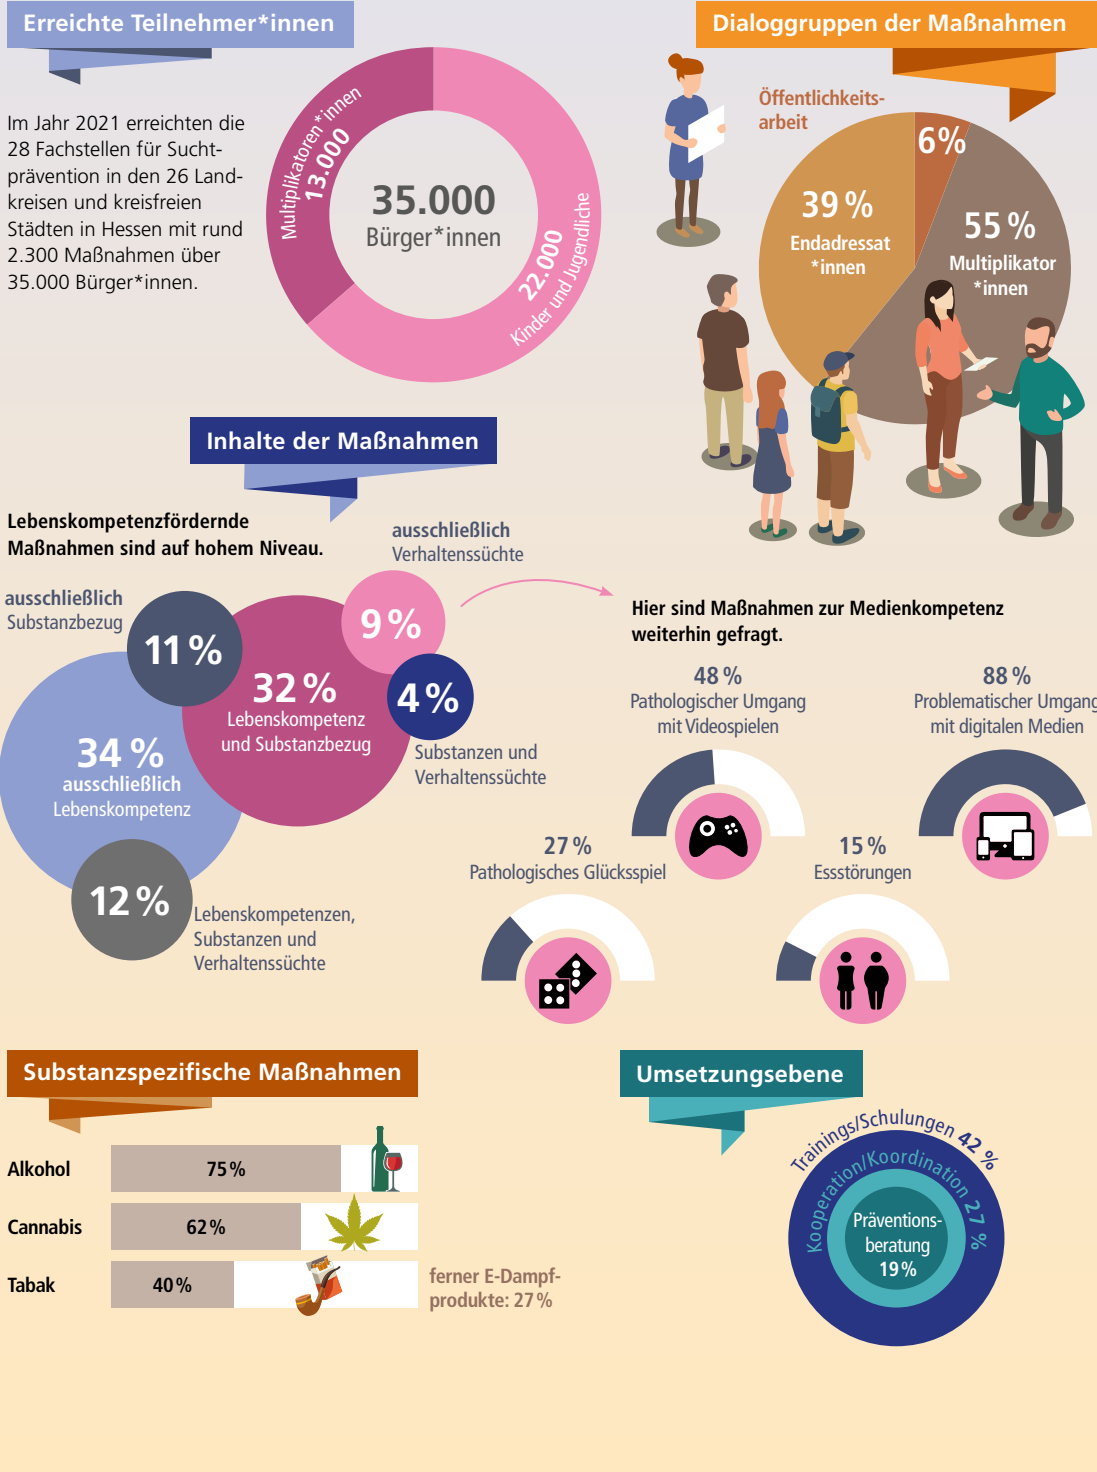 Erreichte Teilnehmer*innen
Im Jahr 2021 erreichten die
28 Fachstellen für Sucht-
prävention in den 26 Land-
kreisen und kreisfreien
Städten in Hessen mit rund
2.300 Maßnahmen über
35.000 Bürger*innen.
Multiplikatoren*innen
13.000
35.000
Bürger*innen
22.000
Kinder und Jugendliche
Dialoggruppen der Maßnahmen
Öffentlichkeits-
arbeit
6%
39 %
Endadressat
*innen
55 %
Multiplikator
*innen
Inhalte der Maßnahmen
Lebenskompetenzfördernde
Maßnahmen sind auf hohem Niveau.
ausschließlich
Verhaltenssüchte
9 %
ausschließlich
Substanzbezug
11 %
32 %
Lebenskompetenz
und Substanzbezug
4 %
Substanzen und
Verhaltenssüchte
34 %
ausschließlich
Lebenskompetenz
12 %
Lebenskompetenzen,
Substanzen und
Verhaltenssüchte
Hier sind Maßnahmen zur Medienkompetenz
weiterhin gefragt.
48 %
Pathologischer Umgang
mit Videospielen
88 %
Problematischer Umgang
mit digitalen Medien
27 %
Pathologisches Glücksspiel
15 %
Essstörungen
Substanzspezifische Maßnahmen
Alkohol
75 %
Cannabis
62 %
Tabak
40 %
ferner E-Dampf-
produkte: 27 %
Umsetzungsebene
Trainings/Schulungen 42 %
Kooperation/Koordination 27 %
Präventions-
beratung
19 %